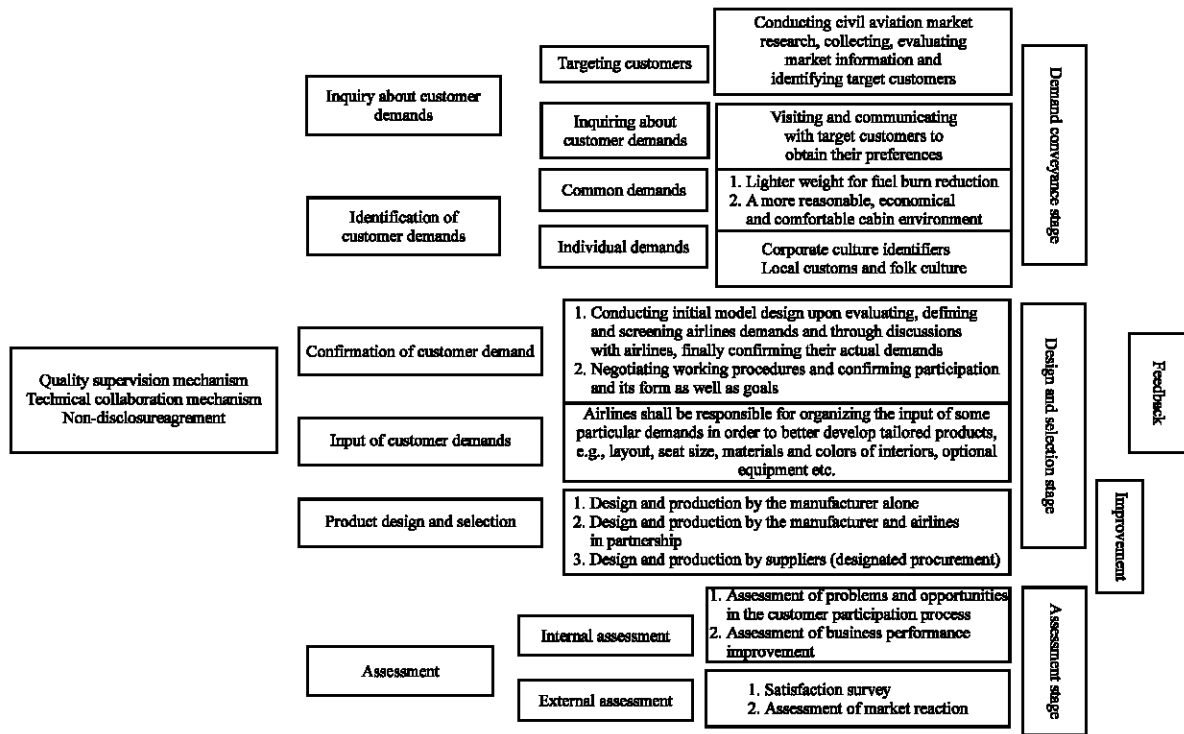 Conducting civil aviation market
research, collecting, evaluating
market information and
identifying target customers
Targeting customers
Inquiry about customer
demands
Inquiring about
customer demands
Visiting and communicating
with target customers to
obtain their preferences
Demand conveyance stage
Common demands
1. Lighter weight for fuel burn reduction
2. A more reasonable, economical
and comfortable cabin environment
Identification of
customer demands
Individual demands
Corporate culture identifiers
Local customs and folk culture
Quality supervision mechanism
Technical collaboration mechanism
Non-disclosureagrement
Confirmation of customer demand
1. Conducting initial model design upon evaluating, defining
and screening airlines demands and through discussions
with airlines, finally confirming their actual demands
2. Negotiating working procedures and confirming participation
and its form as well as goals
Input of customer demands
Airlines shall be responsible for organizing the input of some
particular demands in order to better develop tailored products,
e.g., layout, seat size, materials and colors of interiors, optional
equipment etc.
Product design and selection
1. Design and production by the manufacturer alone
2. Design and production by the manufacturer and airlines
in partnership
3. Design and production by suppliers (designated procurement)
Design and selection stage
Feedback
Improvement
Assessment
Internal assessment
1. Assessment of problems and opportunities
in the customer participation process
2. Assessment of business performance
improvement
External assessment
1. Satisfaction survey
2. Assessment of market reaction
Assessment stage